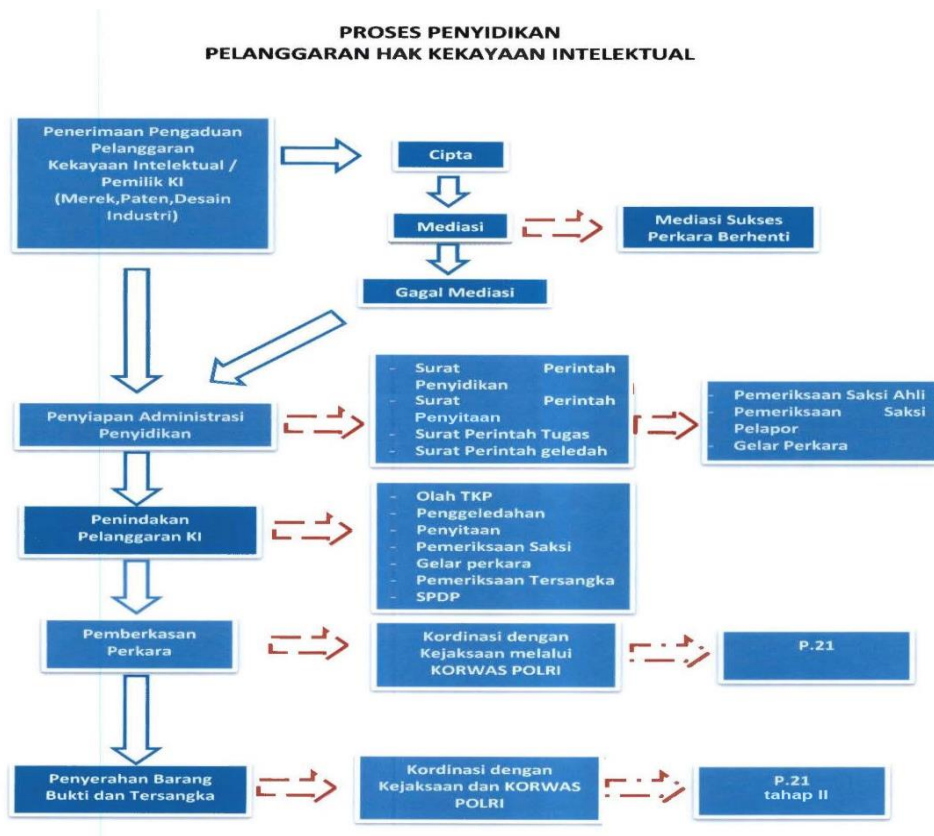 PROSES PENYIDIKAN
PELANGGARAN HAK KEKAYAAN INTELEKTUAL
Penerimaan Pengaduan
Pelanggaran
Kekayaan Intelektual /
Pemilik KI
(Merek,Paten,Desain
Industri)
Cipta
Mediasi
Mediasi Sukses
Perkara Berhenti
Gagal Mediasi
Penyiapan Administrasi
Penyidikan
- Surat Perintah
Penyidikan
- Surat Perintah
Penyitaan
- Surat Perintah Tugas
- Surat Perintah geledah
- Pemeriksaan Saksi Ahli
- Pemeriksaan Saksi
Pelapor
- Gelar Perkara
Penindakan
Pelanggaran KI
- Olah TKP
- Penggeledahan
- Penyitaan
- Pemeriksaan Saksi
- Gelar perkara
- Pemeriksaan Tersangka
- SPDP
Pemberkasan
Perkara
Kordinasi dengan
Kejaksaan melalui
KORWAS POLRI
P.21
Penyerahan Barang
Bukti dan Tersangka
Kordinasi dengan
Kejaksaan dan KORWAS
POLRI
P.21
tahap II